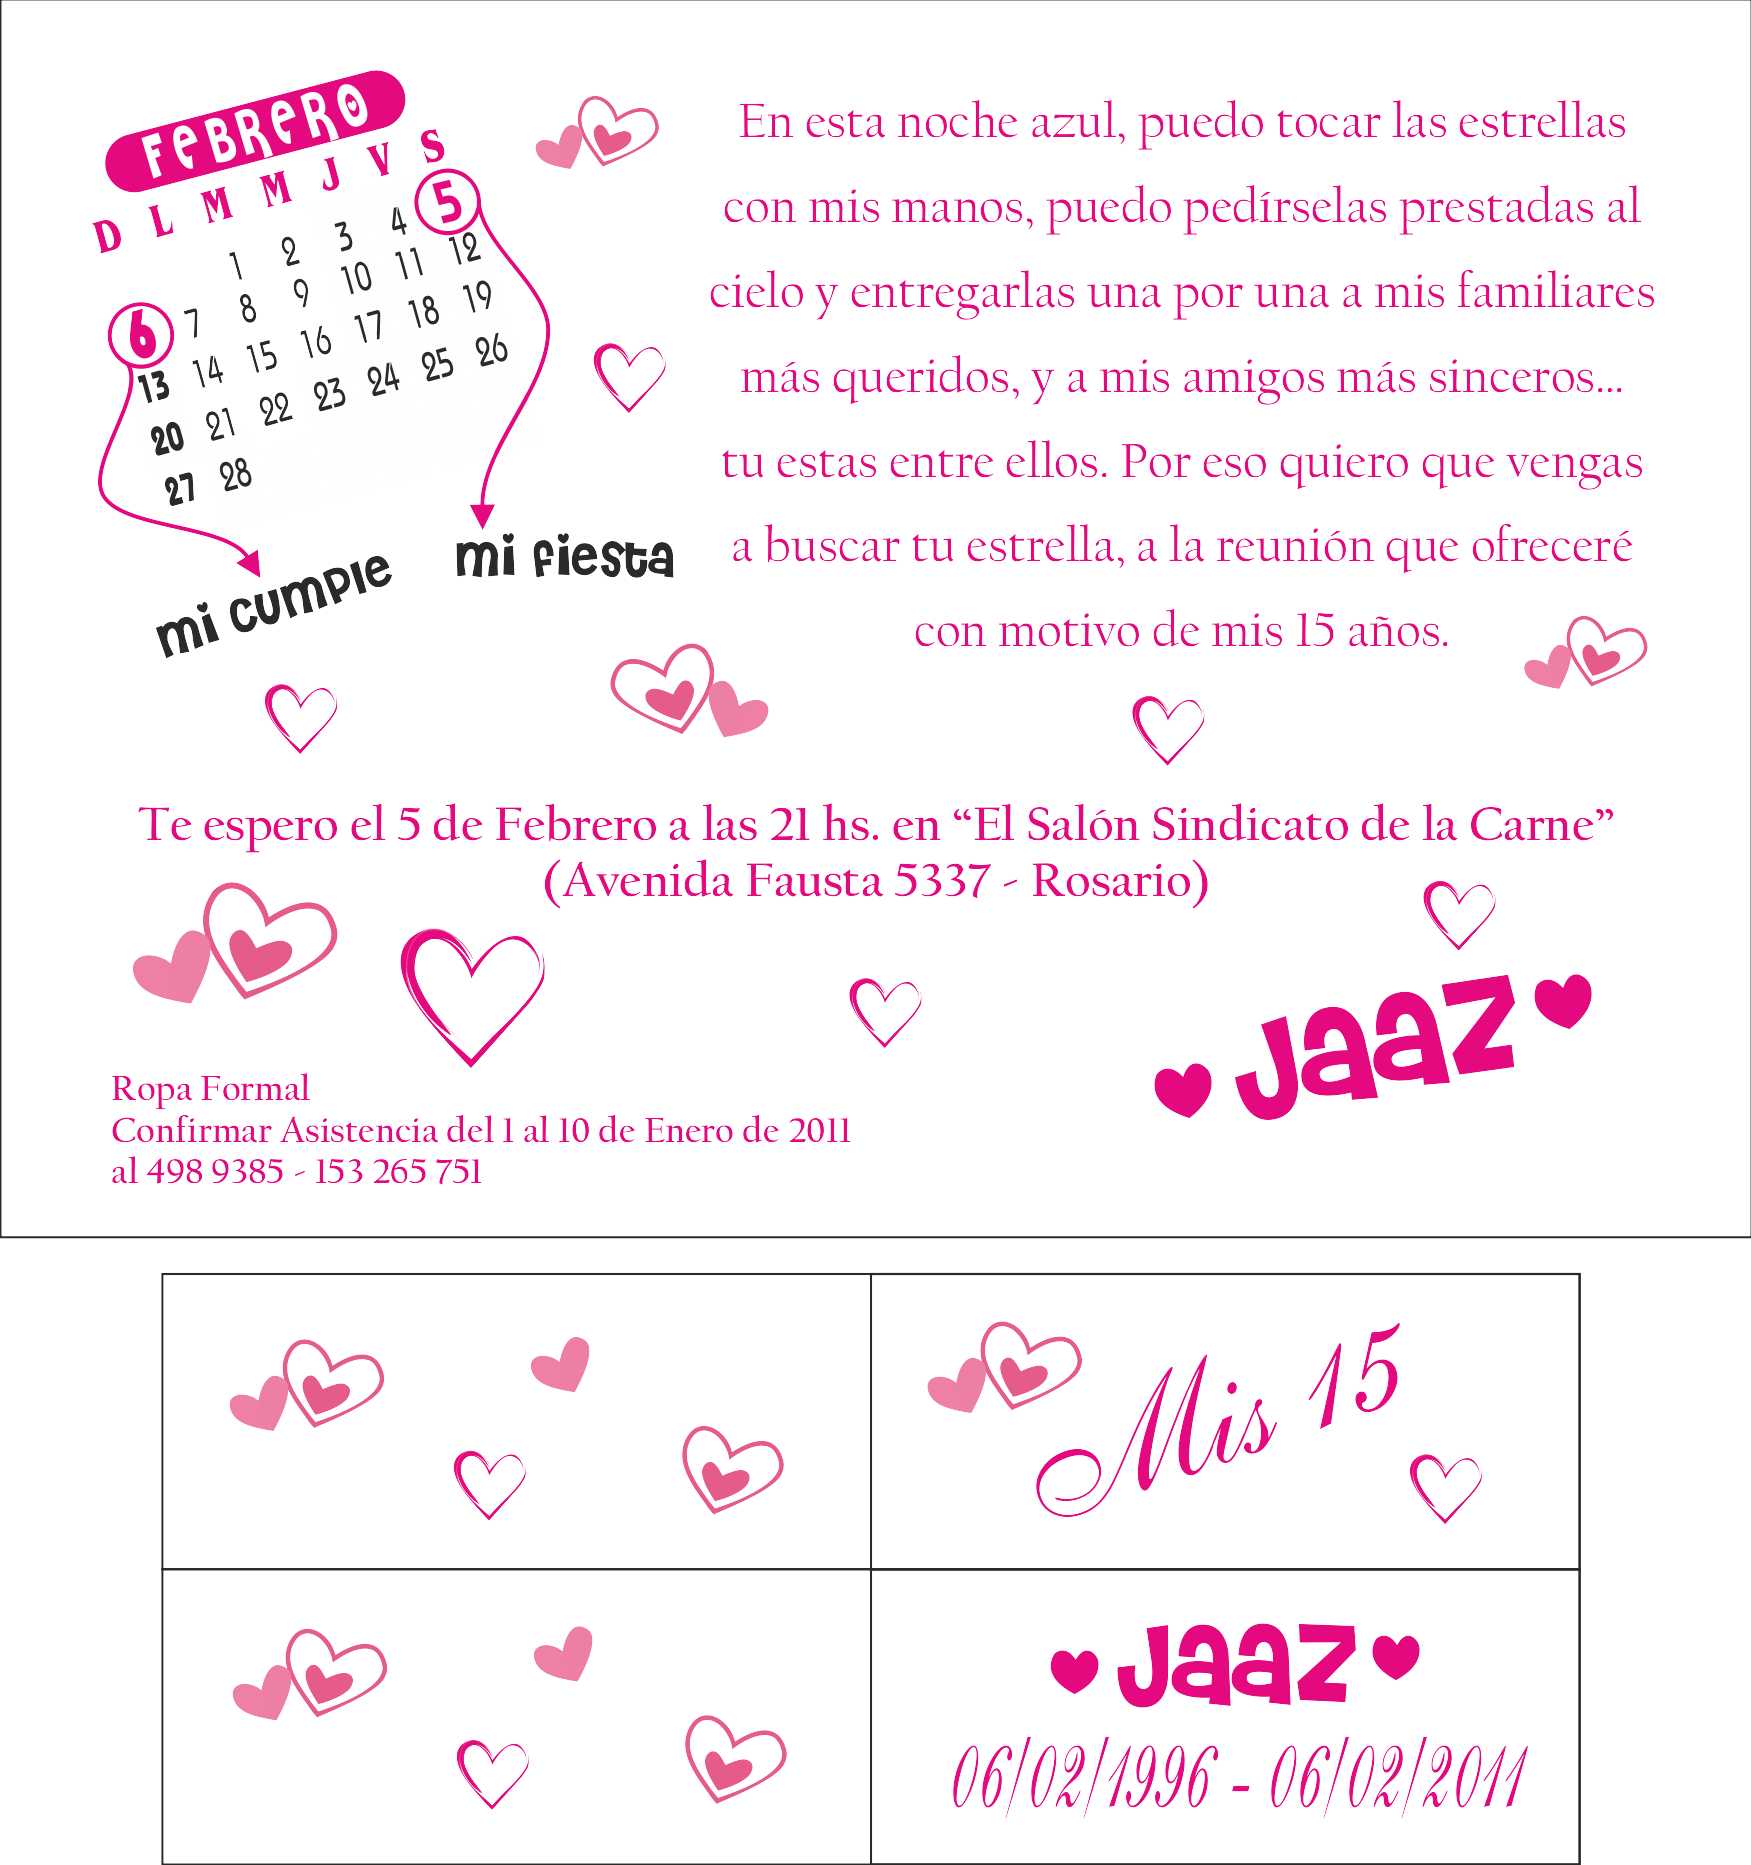 FEBRERO
D L M M J V S
1 2 3 4 5
6 7 8 9 10 11 12
13 14 15 16 17 18 19
20 21 22 23 24 25 26
27 28
mi cumple
mi fiesta
En esta noche azul, puedo tocar las estrellas
con mis manos, puedo pedírselas prestadas al
cielo y entregarlas una por una a mis familiares
más queridos, y a mis amigos más sinceros...
tu estas entre ellos. Por eso quiero que vengas
a buscar tu estrella, a la reunión que ofreceré
con motivo de mis 15 años.
Te espero el 5 de Febrero a las 21 hs. en “El Salón Sindicato de la Carne”
(Avenida Fausta 5337 - Rosario)
Jaaz
Ropa Formal
Confirmar Asistencia del 1 al 10 de Enero de 2011
al 498 9385 - 153 265 751
Mis 15
Jaaz
06/02/1996 - 06/02/2011